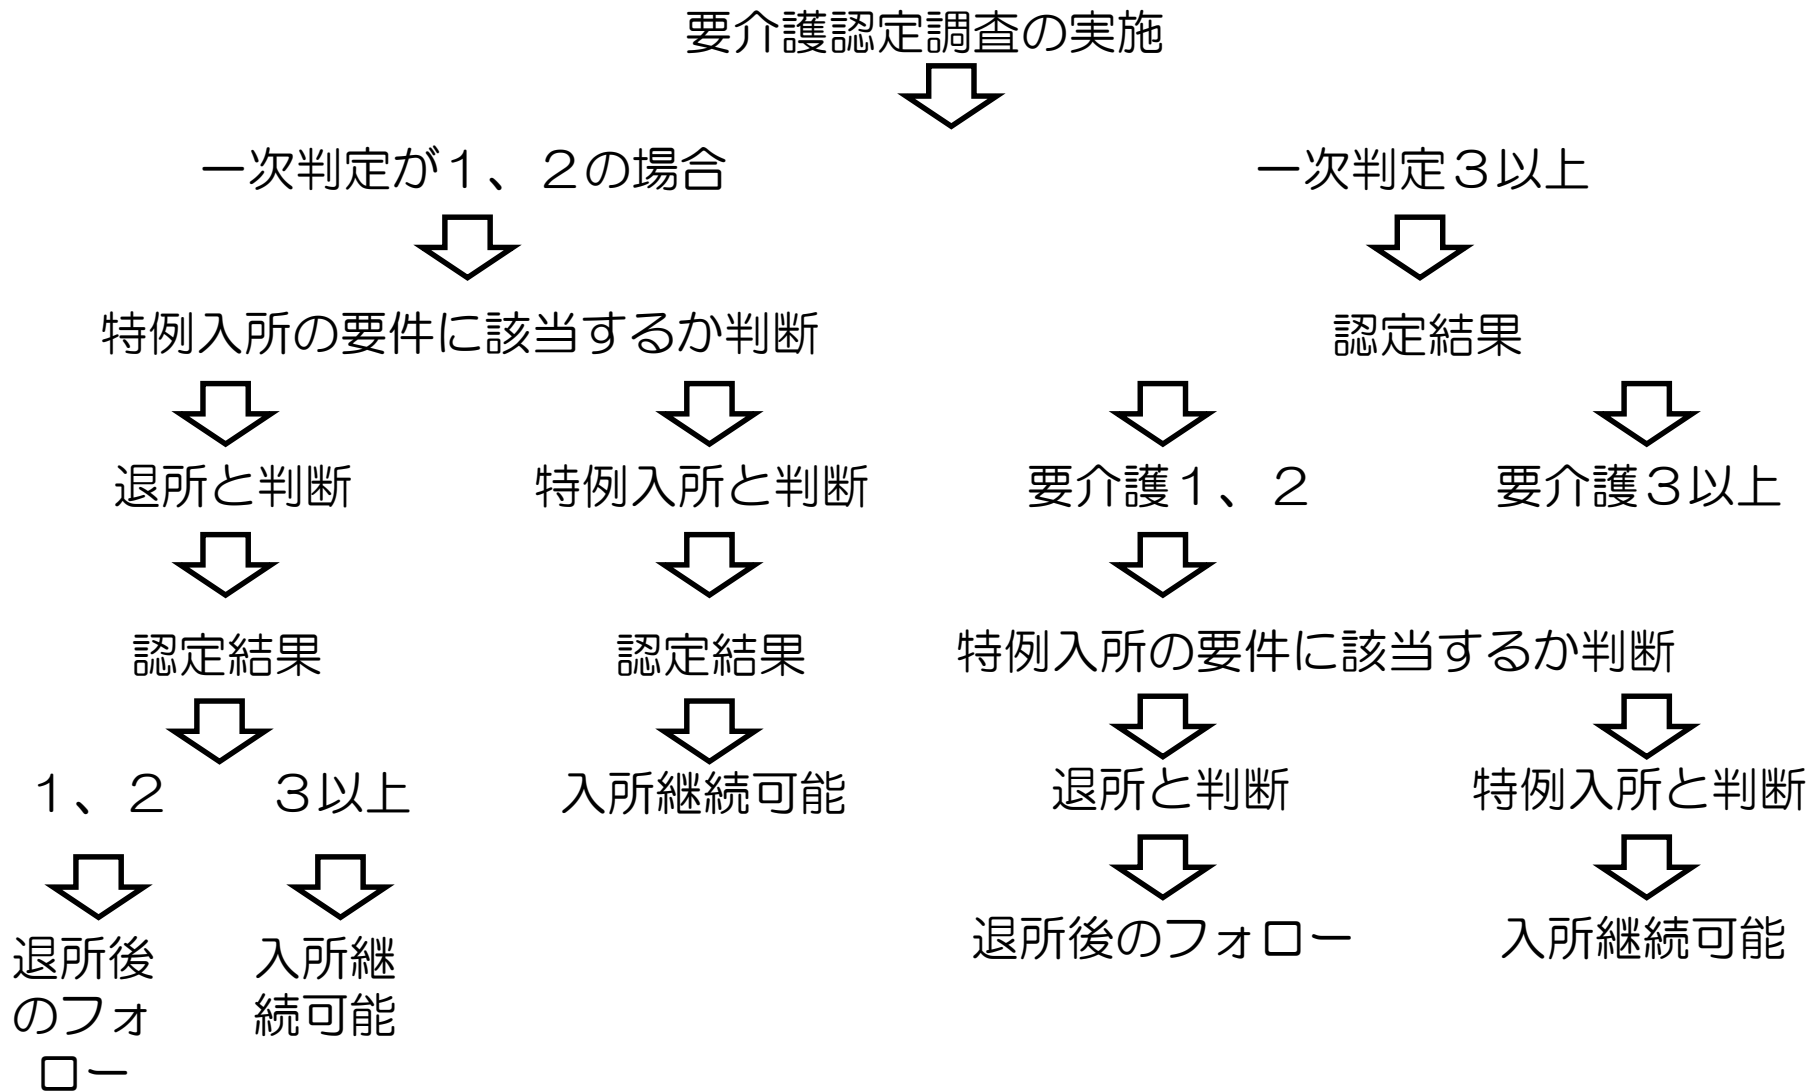 要介護認定調査の実施
一次判定が１、２の場合
一次判定３以上
特例入所の要件に該当するか判断
認定結果
退所と判断
特例入所と判断
要介護１、２
要介護３以上
認定結果
認定結果
特例入所の要件に該当するか判断
１、２
３以上
入所継続可能
退所と判断
特例入所と判断
退所後
のフォ
ロー
入所継
続可能
退所後のフォロー
入所継続可能